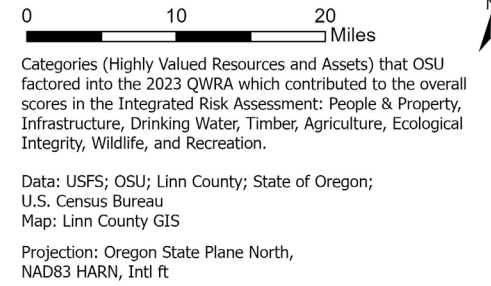 0 10 20
Miles
Categories (Highly Valued Resources and Assets) that OSU
factored into the 2023 QWRA which contributed to the overall
scores in the Integrated Risk Assessment: People & Property,
Infrastructure, Drinking Water, Timber, Agriculture, Ecological
Integrity, Wildlife, and Recreation.
Data: USFS; OSU; Linn County; State of Oregon;
U.S. Census Bureau
Map: Linn County GIS
Projection: Oregon State Plane North,
NAD83 HARN, Intl ft